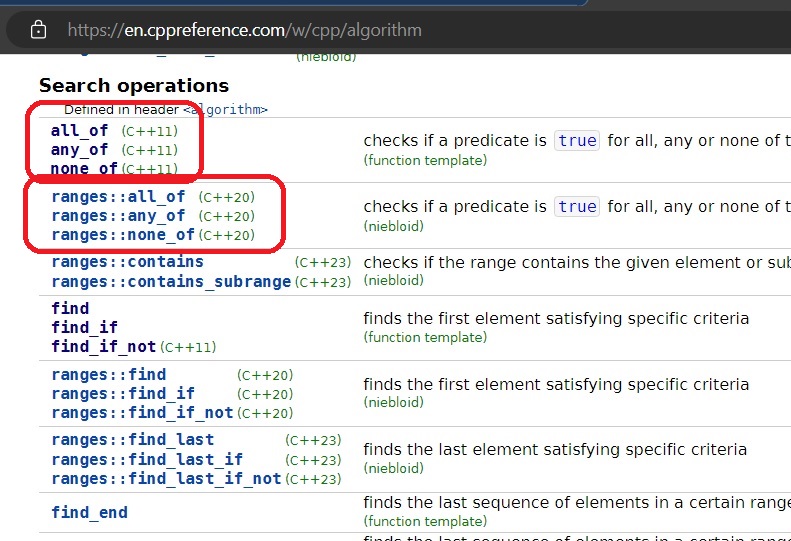 https://en.cppreference.com/w/cpp/algorithm
(niebloid)
Search operations
Defined in header <algorithm>
all_of (C++11)
any_of (C++11)
none_of (C++11)
checks if a predicate is true for all, any or none of
(function template)
ranges::all_of (C++20)
ranges::any_of (C++20)
ranges::none_of (C++20)
checks if a predicate is true for all, any or none of
(niebloid)
ranges::contains (C++23)
ranges::contains_subrange (C++23)
checks if the range contains the given element or
(niebloid)
find
find_if
find_if_not (C++11)
finds the first element satisfying specific criteria
(function template)
ranges::find (C++20)
ranges::find_if (C++20)
ranges::find_if_not (C++20)
finds the first element satisfying specific criteria
(niebloid)
ranges::find_last (C++23)
ranges::find_last_if (C++23)
ranges::find_last_if_not (C++23)
finds the last element satisfying specific criteria
(niebloid)
find_end
finds the last sequence of elements in a certain range
(function template)